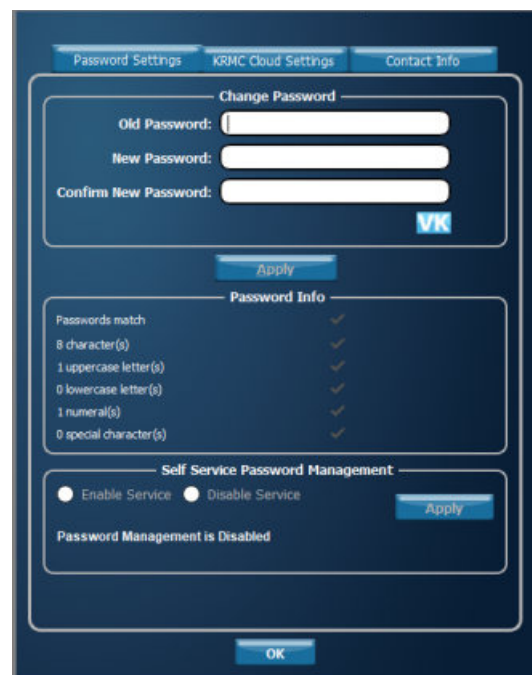 Password Settings KRMC Cloud Settings Contact Info
Change Password
Old Password:
New Password:
Confirm New Password:
VK
Apply
Password Info
Passwords match
8 character(s)
1 uppercase letter(s)
0 lowercase letter(s)
1 numeral(s)
0 special character(s)
Self Service Password Management
Enable Service Disable Service
Apply
Password Management is Disabled
OK